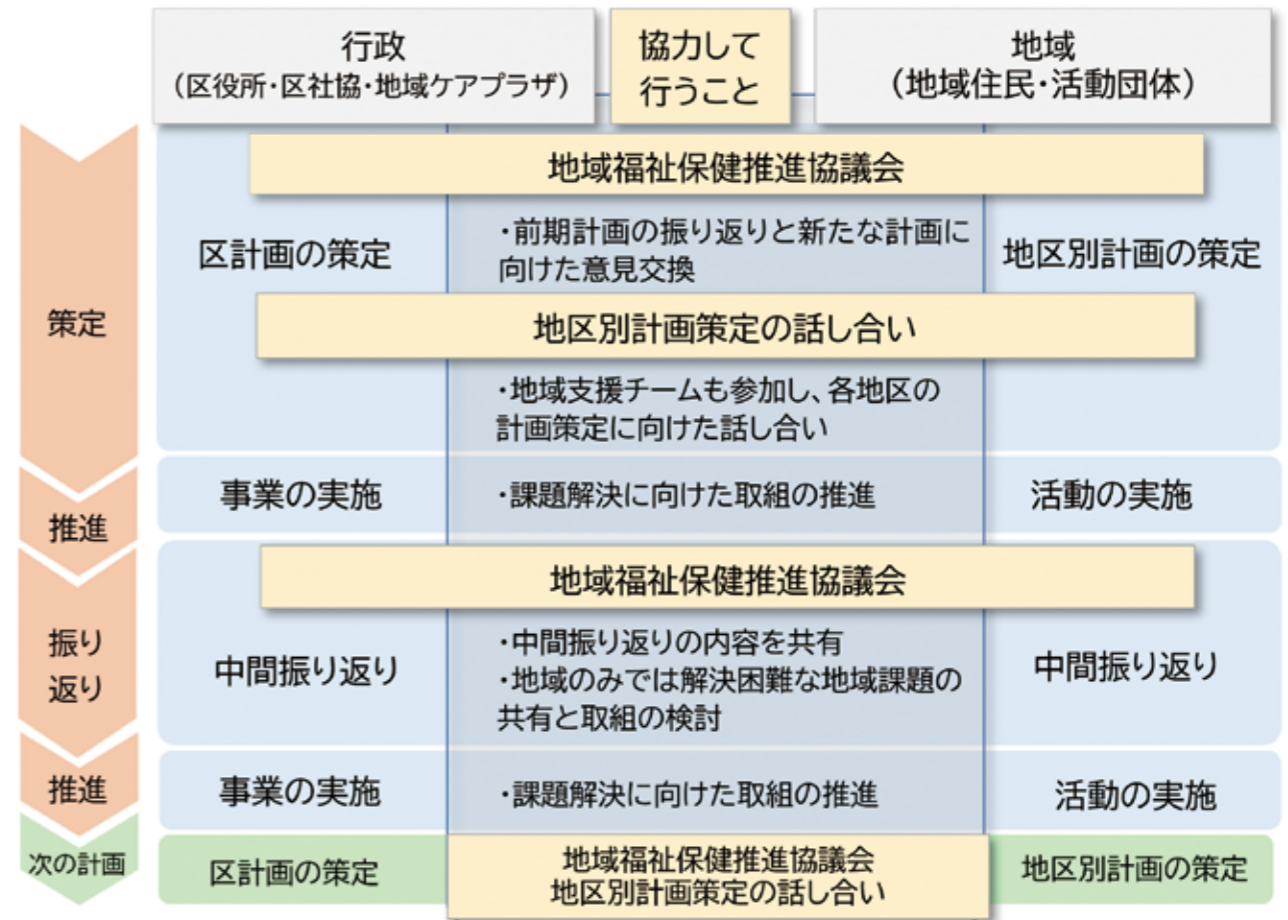 行政
（区役所・区社協・地域ケアプラザ）
協力して
行うこと
地域
（地域住民・活動団体）
策定
地域福祉保健推進協議会
区計画の策定
・前期計画の振り返りと新たな計画に
向けた意見交換
地区別計画の策定
地区別計画策定の話し合い
・地域支援チームも参加し、各地区の
計画策定に向けた話し合い
推進
事業の実施
・課題解決に向けた取組の推進
活動の実施
振り
返り
地域福祉保健推進協議会
中間振り返り
・中間振り返りの内容を共有
・地域のみでは解決困難な地域課題の
共有と取組の検討
中間振り返り
推進
事業の実施
・課題解決に向けた取組の推進
活動の実施
次の計画
区計画の策定
地域福祉保健推進協議会
地区別計画策定の話し合い
地区別計画の策定